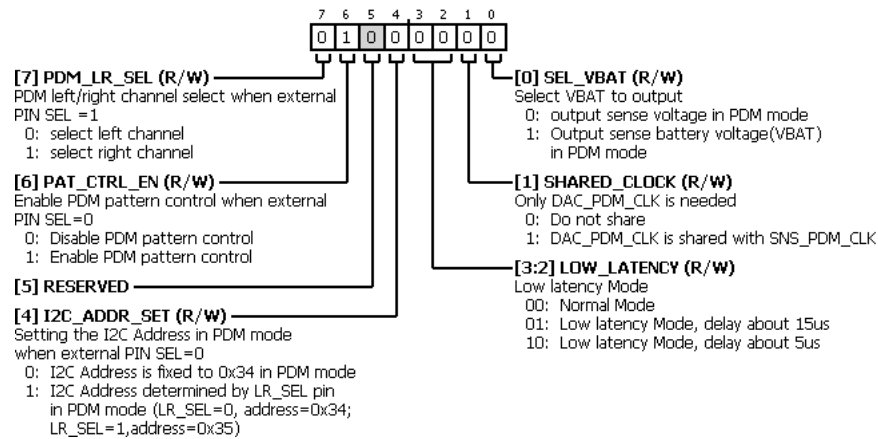 7 6 5 4 3 2 1 0
0 1 0 0 0 0 0 0
[7] PDM_LR_SEL (R/W)
PDM left/right channel select when external
PIN SEL =1
0: select left channel
1: select right channel
[6] PAT_CTRL_EN (R/W)
Enable PDM pattern control when external
PIN SEL=0
0: Disable PDM pattern control
1: Enable PDM pattern control
[5] RESERVED
[4] I2C_ADDR_SET (R/W)
Setting the I2C Address in PDM mode
when external PIN SEL=0
0: I2C Address is fixed to 0x34 in PDM mode
1: I2C Address determined by LR_SEL pin
in PDM mode (LR_SEL=0, address=0x34;
LR_SEL=1,address=0x35)
[0] SEL_VBAT (R/W)
Select VBAT to output
0: output sense voltage in PDM mode
1: Output sense battery voltage(VBAT)
in PDM mode
[1] SHARED_CLOCK (R/W)
Only DAC_PDM_CLK is needed
0: Do not share
1: DAC_PDM_CLK is shared with SNS_PDM_CLK
[3:2] LOW_LATENCY (R/W)
Low latency Mode
00: Normal Mode
01: Low latency Mode, delay about 15us
10: Low latency Mode, delay about 5us